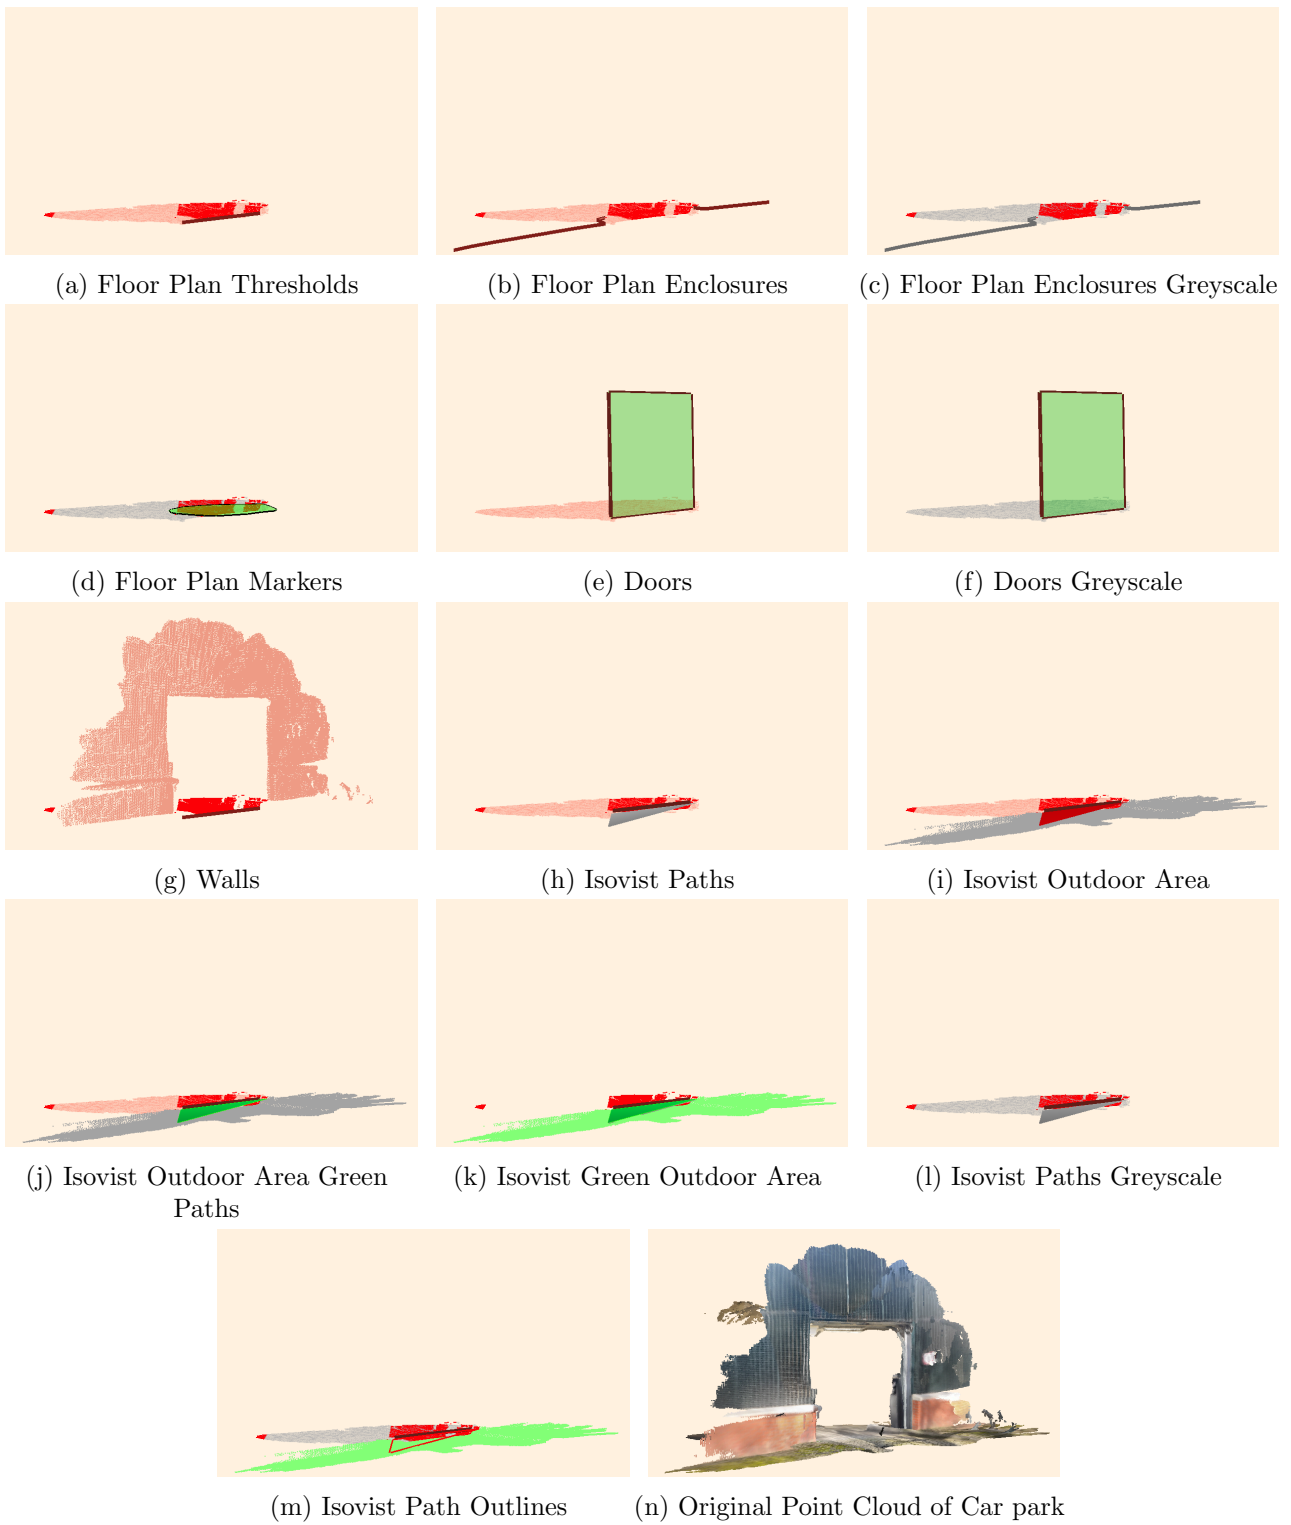 (a) Floor Plan Thresholds
(b) Floor Plan Enclosures
(c) Floor Plan Enclosures Greyscale
(d) Floor Plan Markers
(e) Doors
(f) Doors Greyscale
(g) Walls
(h) Isovist Paths
(i) Isovist Outdoor Area
(j) Isovist Outdoor Area Green
Paths
(k) Isovist Green Outdoor Area
(l) Isovist Paths Greyscale
(m) Isovist Path Outlines
(n) Original Point Cloud of Car park